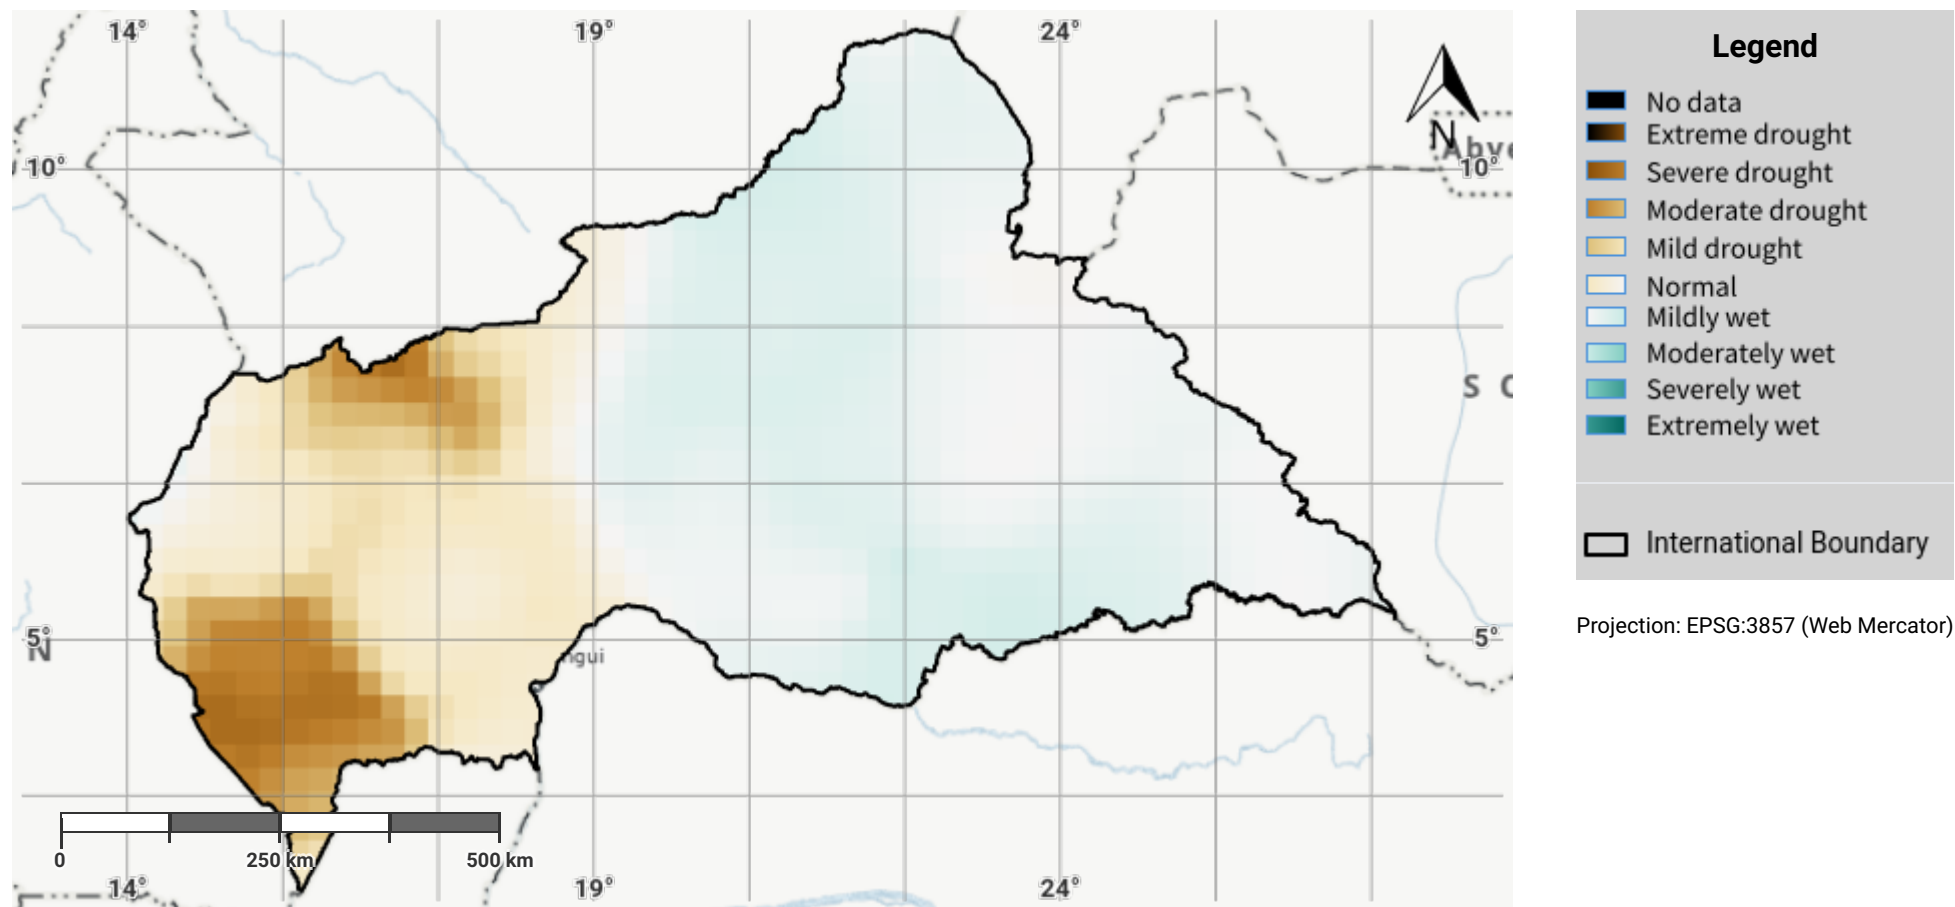 14° 19° 24°
Legend
No data
Extreme drought
Severe drought
Moderate drought
Mild drought
Normal
Mildly wet
Moderately wet
Severely wet
Extremely wet
International Boundary
Projection: EPSG:3857 (Web Mercator)
N
Abye
10° 10°
S O
5° 5°
N
ngui
0 250 km 500 km
14° 19° 24°